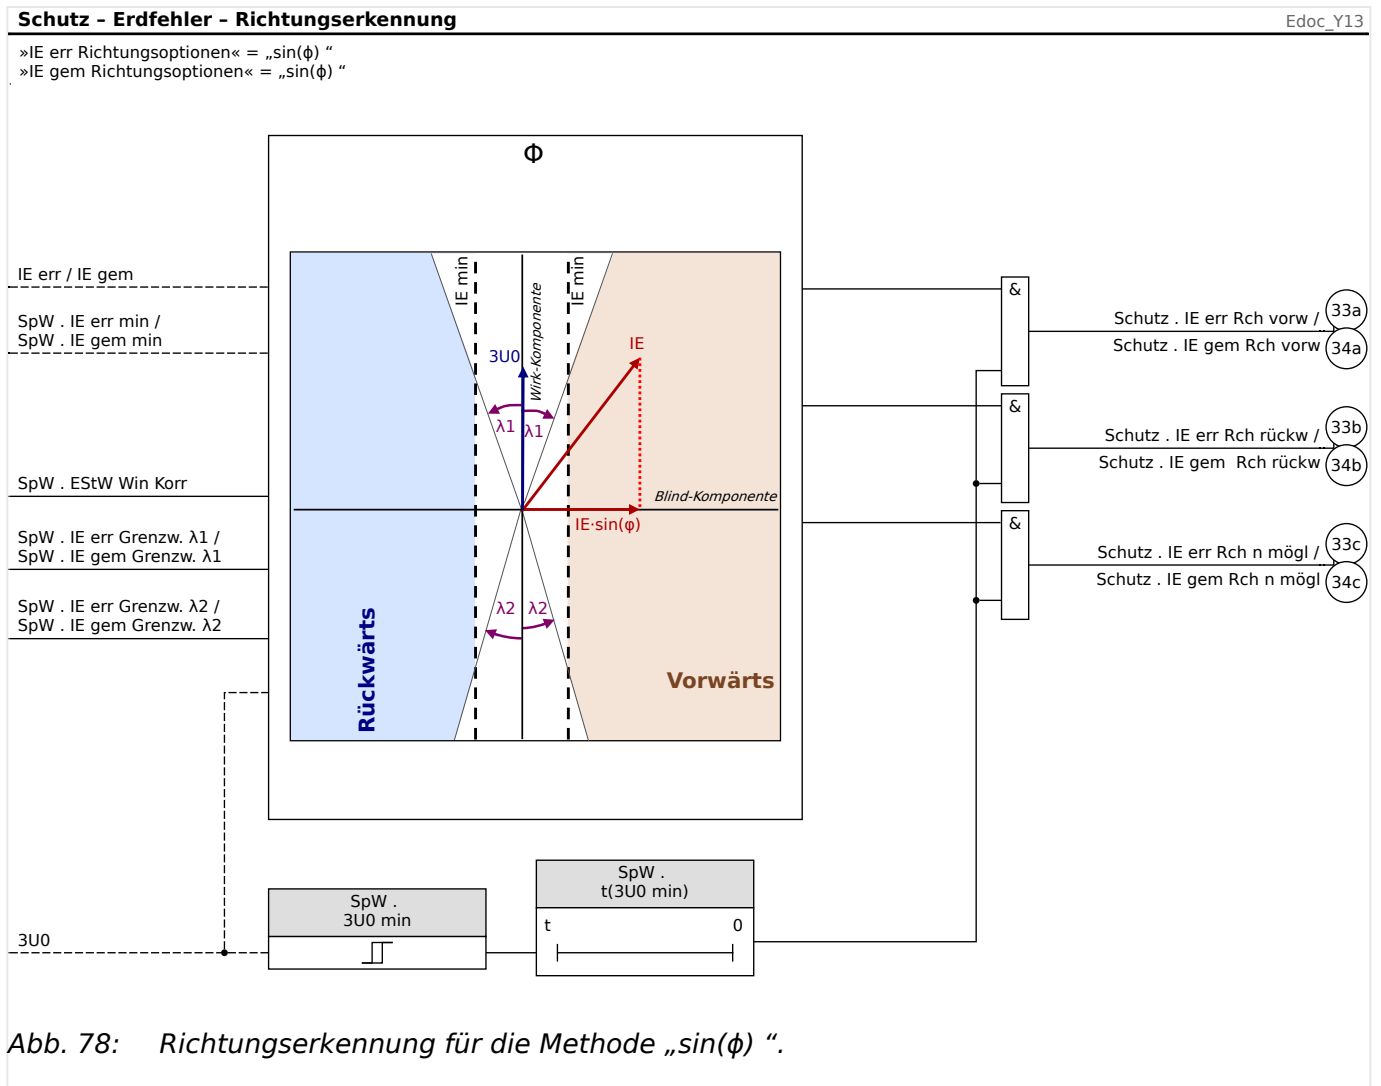 Schutz – Erdfehler – Richtungserkennung
Edoc_Y13
»IE err Richtungsoptionen« = „sin(ϕ) “
»IE gem Richtungsoptionen« = „sin(ϕ) “
Φ
IE err / IE gem
SpW . IE err min /
SpW . IE gem min
SpW . EStW Win Korr
SpW . IE err Grenzw. λ1 /
SpW . IE gem Grenzw. λ1
SpW . IE err Grenzw. λ2 /
SpW . IE gem Grenzw. λ2
3U0
IE min
IE min
Wirk-Komponente
3U0
IE
λ1
λ1
Blind-Komponente
IE·sin(φ)
λ2
λ2
Rückwärts
Vorwärts
&
Schutz . IE err Rch vorw /
33a
Schutz . IE gem Rch vorw
34a
&
Schutz . IE err Rch rückw /
33b
Schutz . IE gem  Rch rückw
34b
&
Schutz . IE err Rch n mögl /
33c
Schutz . IE gem Rch n mögl
34c
SpW .
3U0 min
SpW .
t(3U0 min)
t
0
Abb. 78: Richtungserkennung für die Methode „sin(ϕ) “.